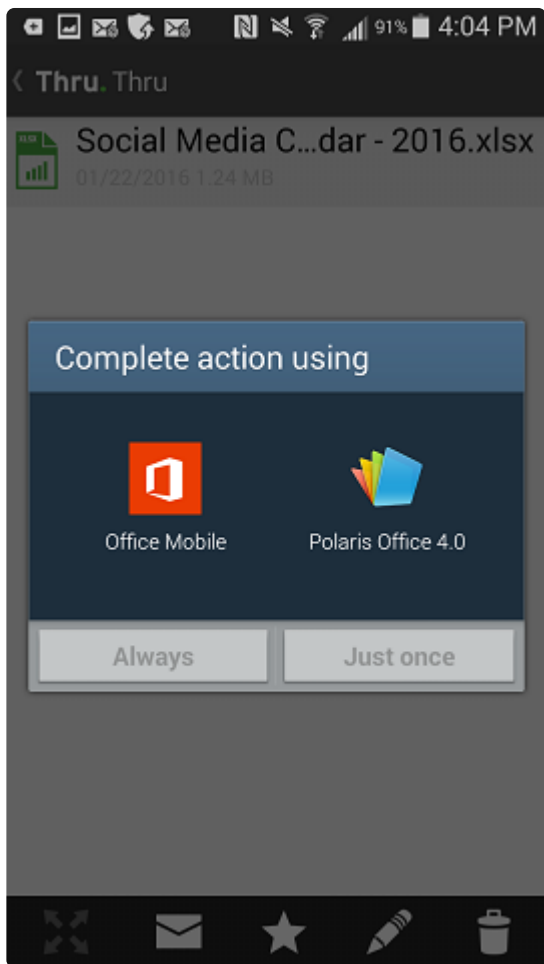 91% 4:04 PM
Thru. Thru
XLSX
Social Media C...dar - 2016.xlsx
01/22/2016 1.24 MB
Complete action using
Office Mobile Polaris Office 4.0
Always Just once